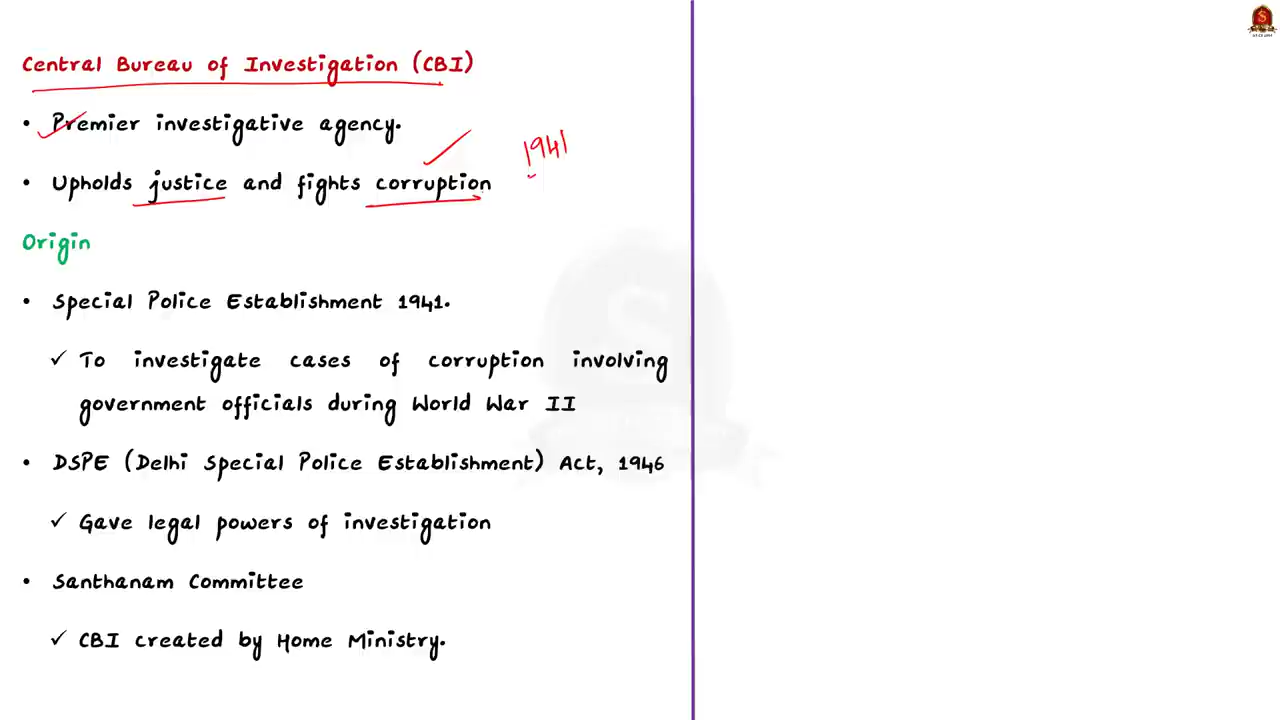 Central Bureau of Investigation (CBI)
• Premier investigative agency.
1941
• Upholds justice and fights corruption
Origin
• Special Police Establishment 1941.
✓ To investigate cases of corruption involving
government officials during World War II
• DSPE (Delhi Special Police Establishment) Act, 1946
✓ Gave legal powers of investigation
• Santhanam Committee
✓ CBI created by Home Ministry.